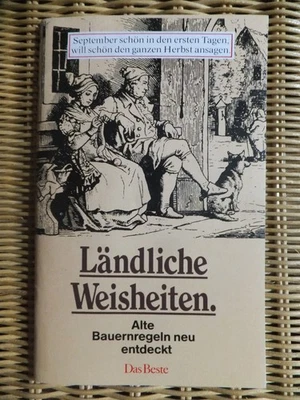 September schön in den ersten Tagen,
will schön den ganzen Herbst ansagen.
Ländliche
Weisheiten.
Alte
Bauernregeln neu
entdeckt
Das Beste